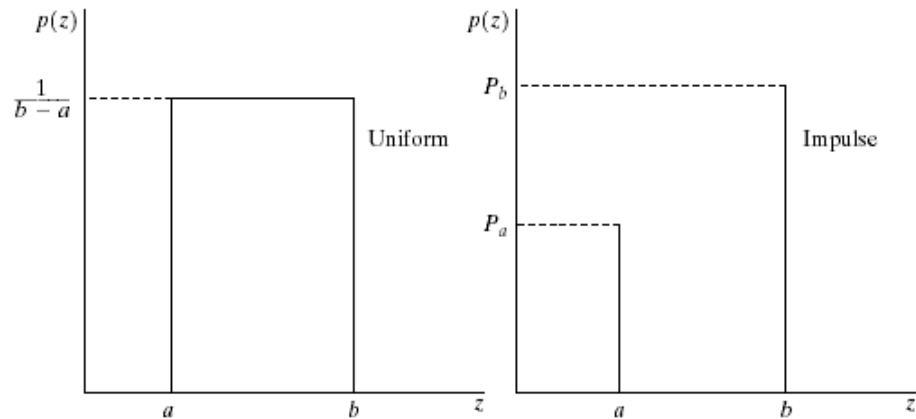 p(z)
1
b − a
Uniform
a
b
z
p(z)
P_b
Impulse
P_a
a
b
z